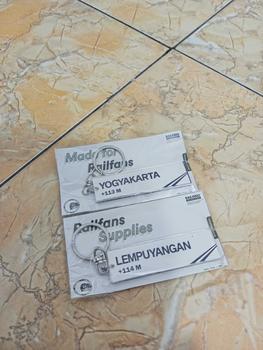 Made for
Railfans
YOGYAKARTA
+113 M
Railfans
Supplies
LEMPUYANGAN
+114 M